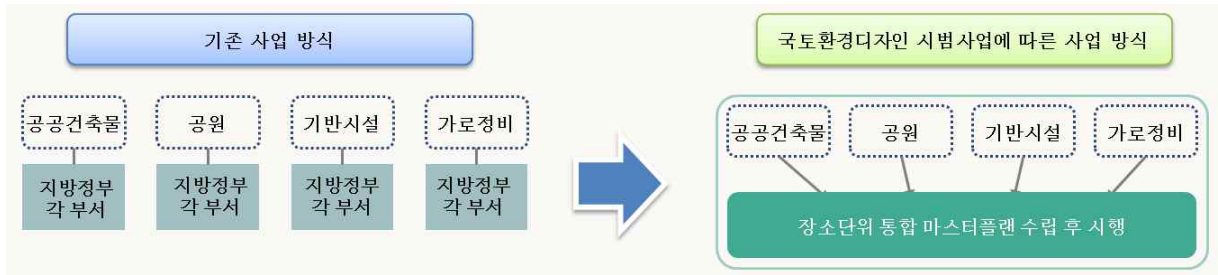 기존 사업 방식
국토환경디자인 시범사업에 따른 사업 방식
공공건축물
공원
기반시설
가로정비
지방정부
각 부서
지방정부
각 부서
지방정부
각 부서
지방정부
각 부서
공공건축물
공원
기반시설
가로정비
장소단위 통합 마스터플랜 수립 후 시행